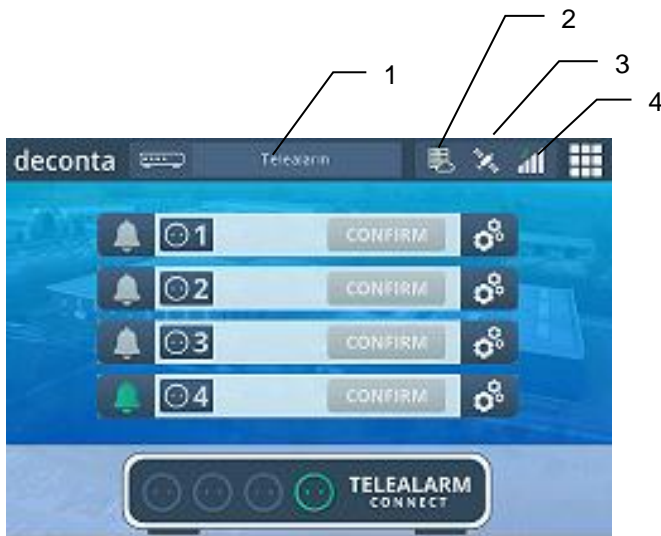 2
1
3
4
deconta
Telealarm
1 CONFIRM
2 CONFIRM
3 CONFIRM
4 CONFIRM
TELEALARM
CONNECT